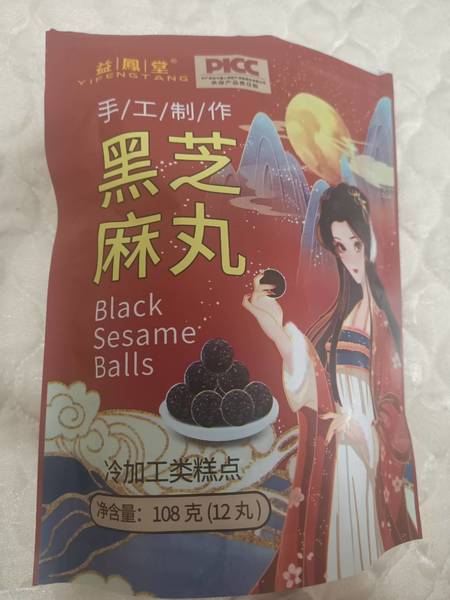 益|鳳|堂®
YIFENGTANG
PICC
手/工/制/作
黑芝
麻丸
Black
Sesame
Balls
冷加工类糕点
净含量：108克(12丸)